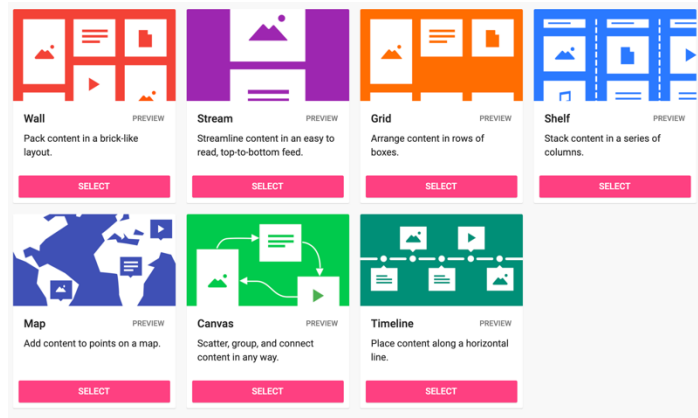 Wall PREVIEW
Pack content in a brick-like
layout.
SELECT
Stream PREVIEW
Streamline content in an easy to
read, top-to-bottom feed.
SELECT
Grid PREVIEW
Arrange content in rows of
boxes.
SELECT
Shelf PREVIEW
Stack content in a series of
columns.
SELECT
Map PREVIEW
Add content to points on a map.
SELECT
Canvas PREVIEW
Scatter, group, and connect
content in any way.
SELECT
Timeline PREVIEW
Place content along a horizontal
line.
SELECT